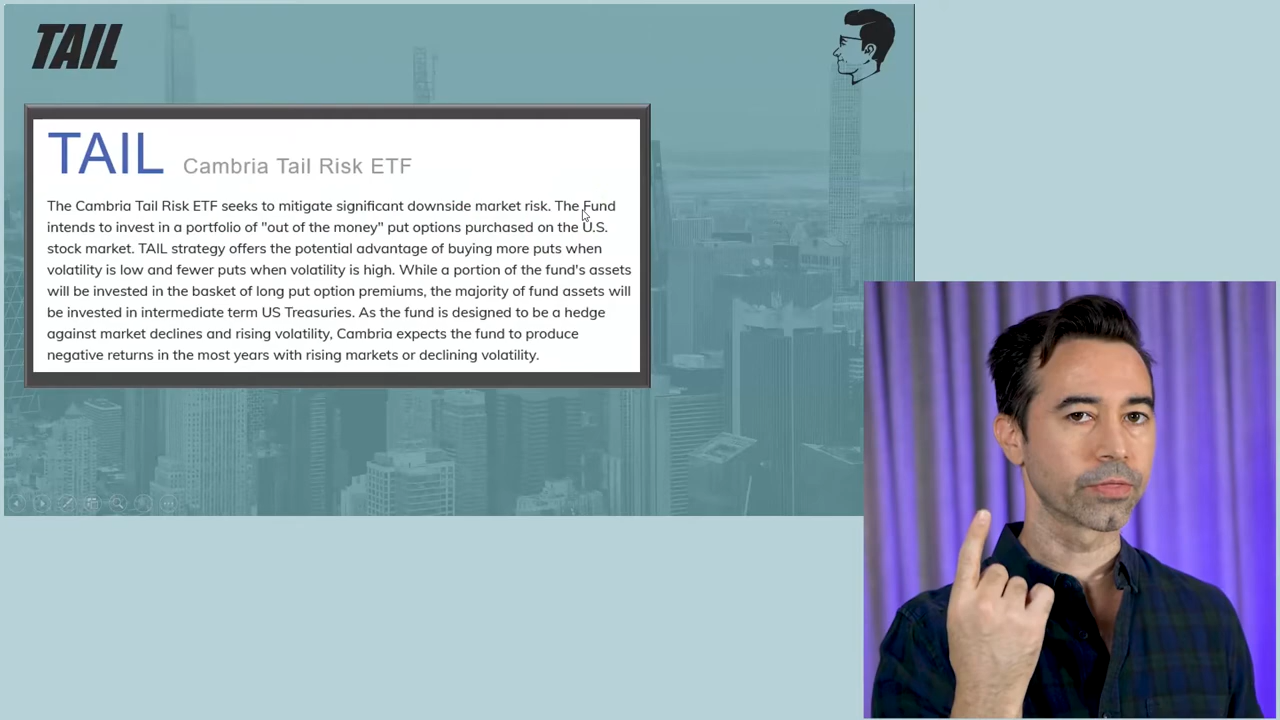 TAIL
TAIL Cambria Tail Risk ETF
The Cambria Tail Risk ETF seeks to mitigate significant downside market risk. The Fund
intends to invest in a portfolio of "out of the money" put options purchased on the U.S.
stock market. TAIL strategy offers the potential advantage of buying more puts when
volatility is low and fewer puts when volatility is high. While a portion of the fund's assets
will be invested in the basket of long put option premiums, the majority of fund assets will
be invested in intermediate term US Treasuries. As the fund is designed to be a hedge
against market declines and rising volatility, Cambria expects the fund to produce
negative returns in the most years with rising markets or declining volatility.